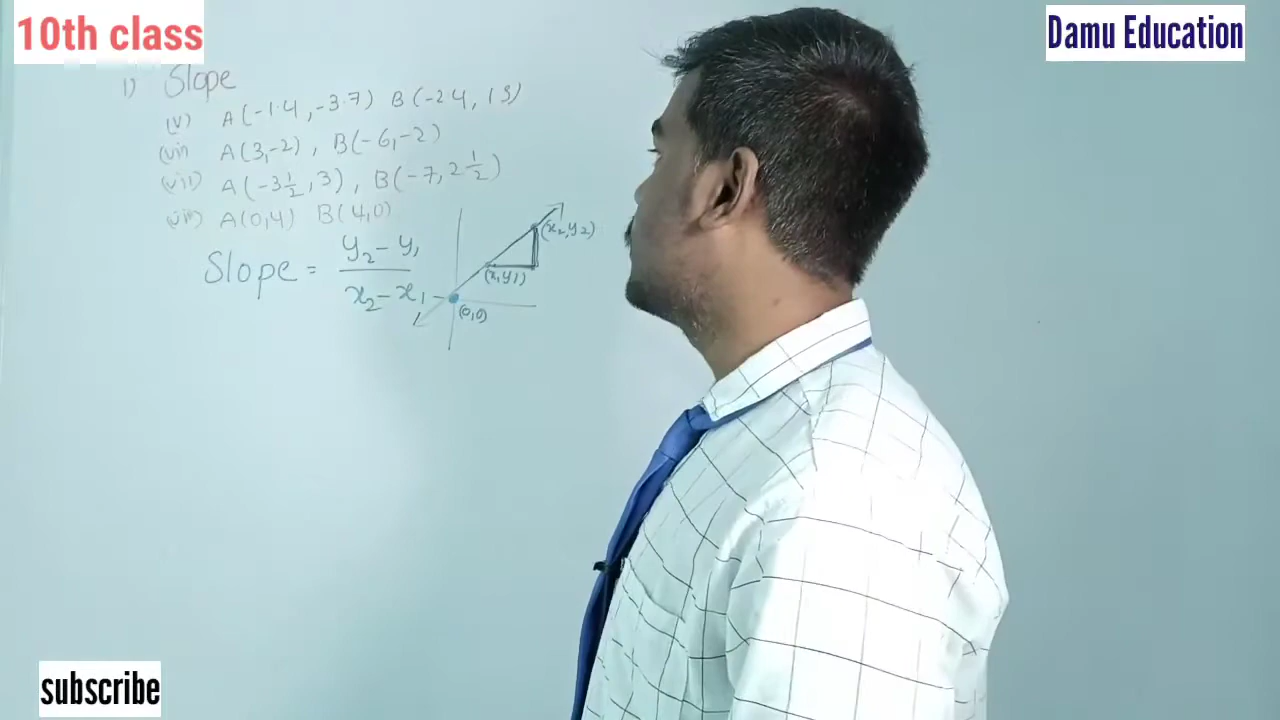 10th class
Damu Education
1) Slope
(v) A(-1.4, -3.7) B(-2.4, 1.3)
(vi) A(3,-2), B(-6,-2)
(vii) A(-3 1/2, 3), B(-7, 2 1/2)
(viii) A(0,4) B(4,0)
Slope = y₂ - y₁ / x₂ - x₁
(x₂, y₂)
(x₁ y₁)
(0,0)
subscribe